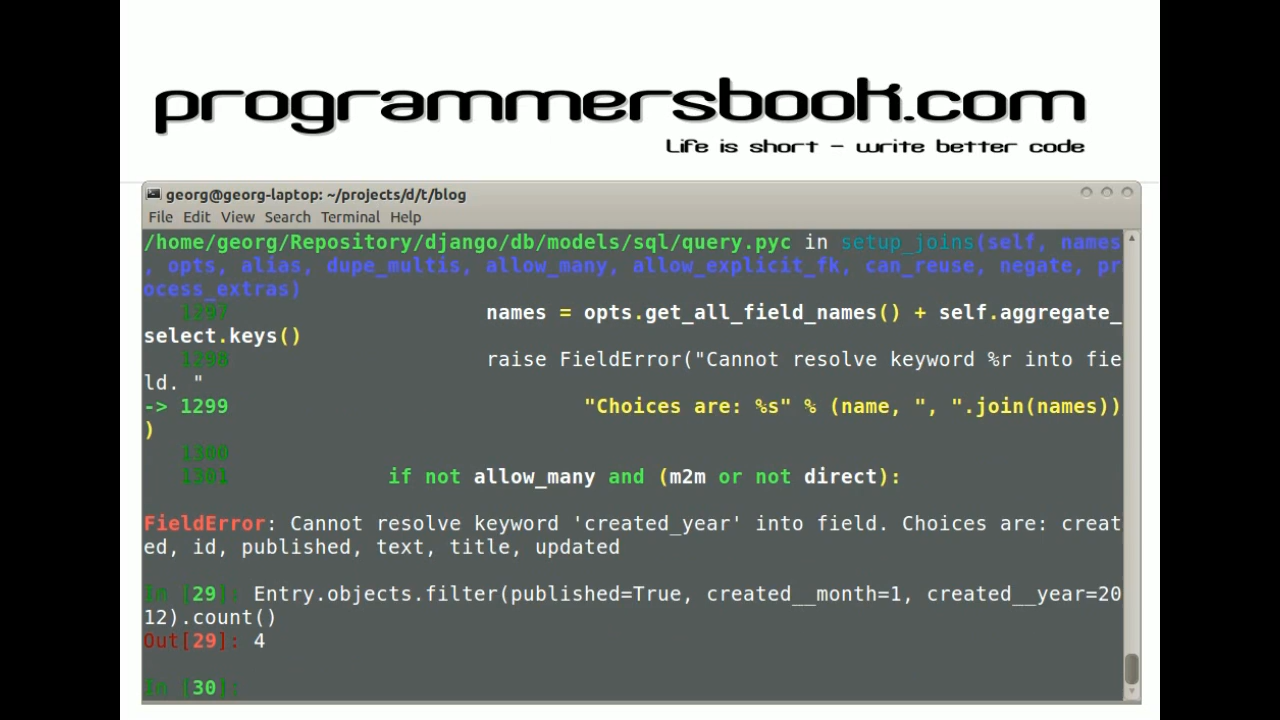 programmersbook.com
Life is short - write better code
georg@georg-laptop: ~/projects/d/t/blog
File Edit View Search Terminal Help
/home/georg/Repository/django/db/models/sql/query.pyc in setup_joins(self, names
, opts, alias, dupe_multis, allow_many, allow_explicit_fk, can_reuse, negate, pr
ocess_extras)
1297 names = opts.get_all_field_names() + self.aggregate_
select.keys()
1298 raise FieldError("Cannot resolve keyword %r into fie
ld. "
-> 1299 "Choices are: %s" % (name, ", ".join(names))
)
1300
1301 if not allow_many and (m2m or not direct):
FieldError: Cannot resolve keyword 'created_year' into field. Choices are: creat
ed, id, published, text, title, updated
In [29]: Entry.objects.filter(published=True, created__month=1, created__year=20
12).count()
Out[29]: 4
In [30]: